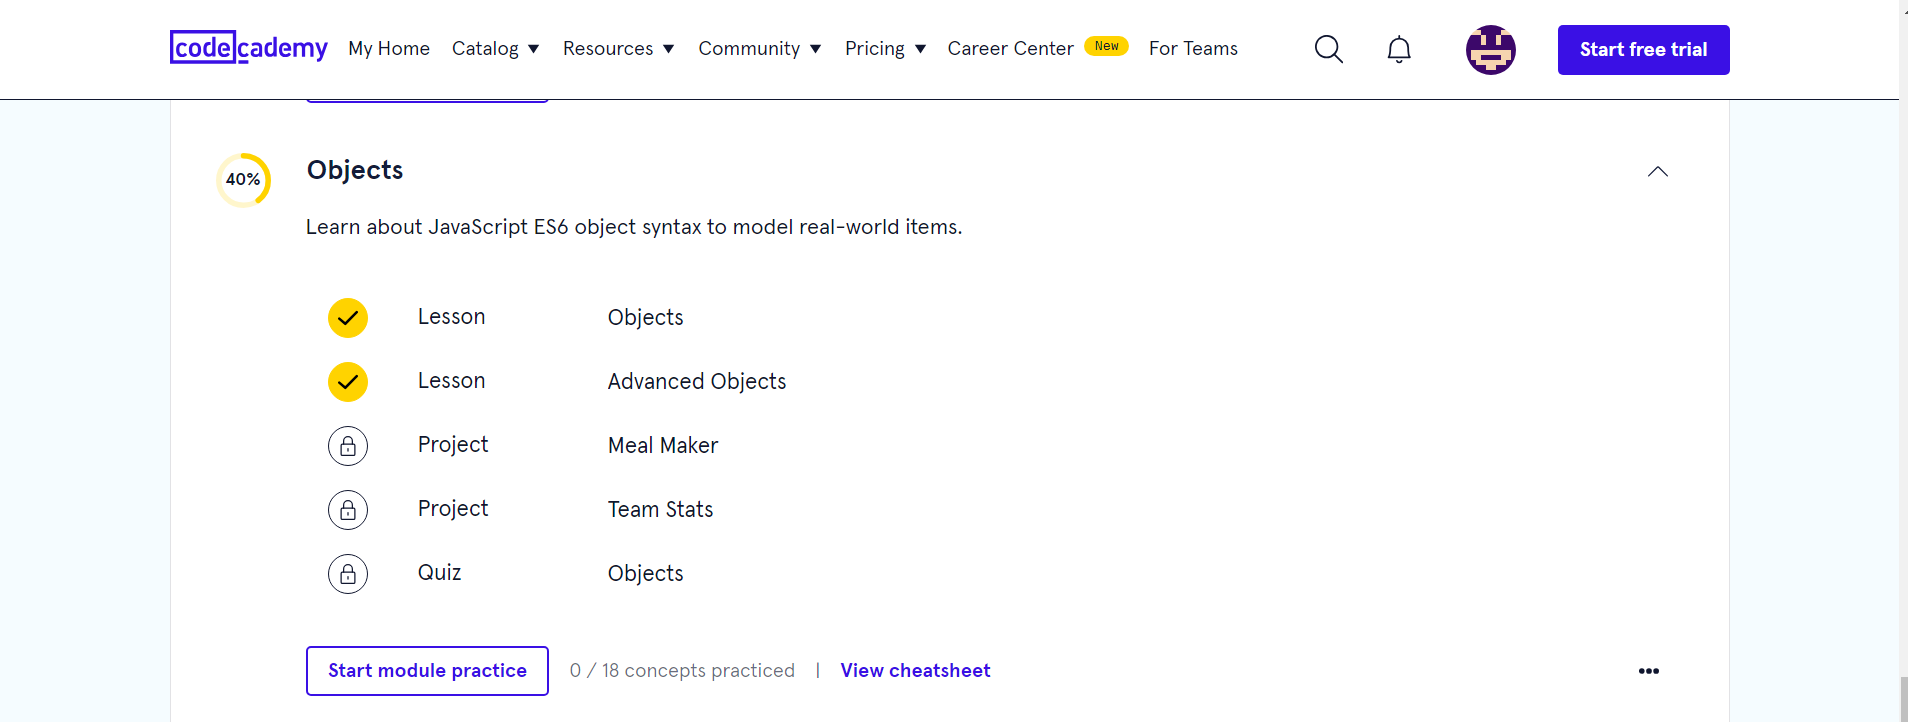 codecademy My Home Catalog Resources Community Pricing Career Center New For Teams Start free trial
40% Objects
Learn about JavaScript ES6 object syntax to model real-world items.
Lesson Objects
Lesson Advanced Objects
Project Meal Maker
Project Team Stats
Quiz Objects
Start module practice 0 / 18 concepts practiced | View cheatsheet